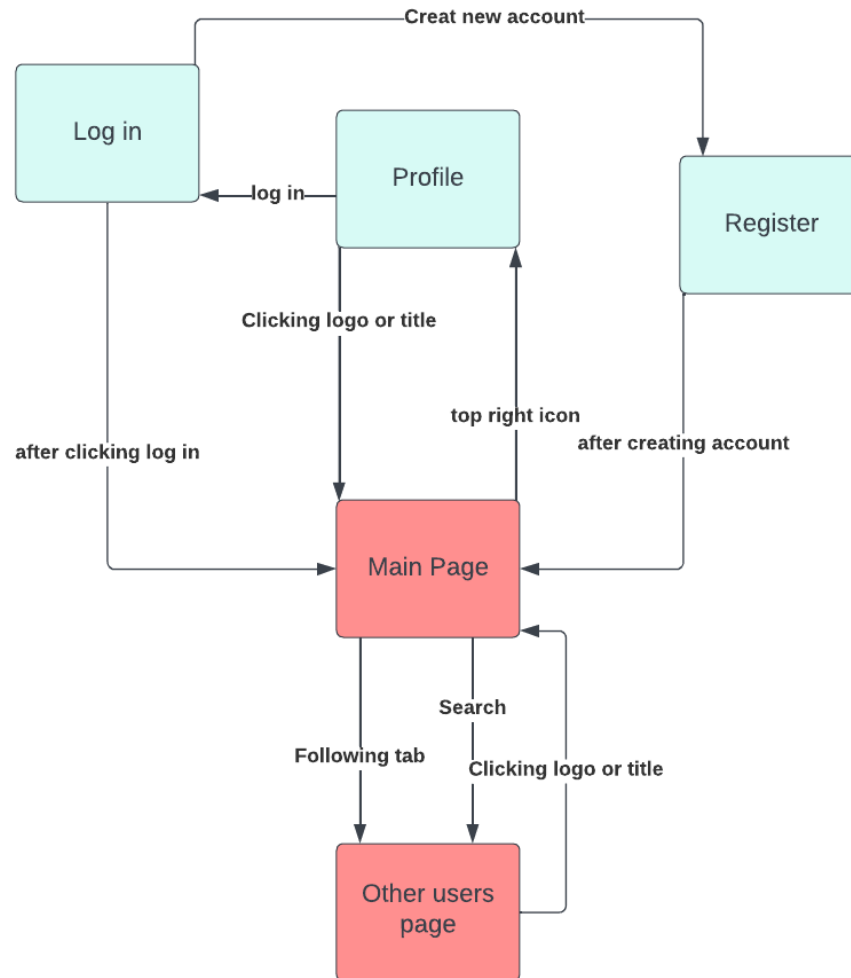 Creat new account
Log in
Profile
log in
Register
Clicking logo or title
top right icon
after clicking log in
after creating account
Main Page
Search
Following tab
Clicking logo or title
Other users
page